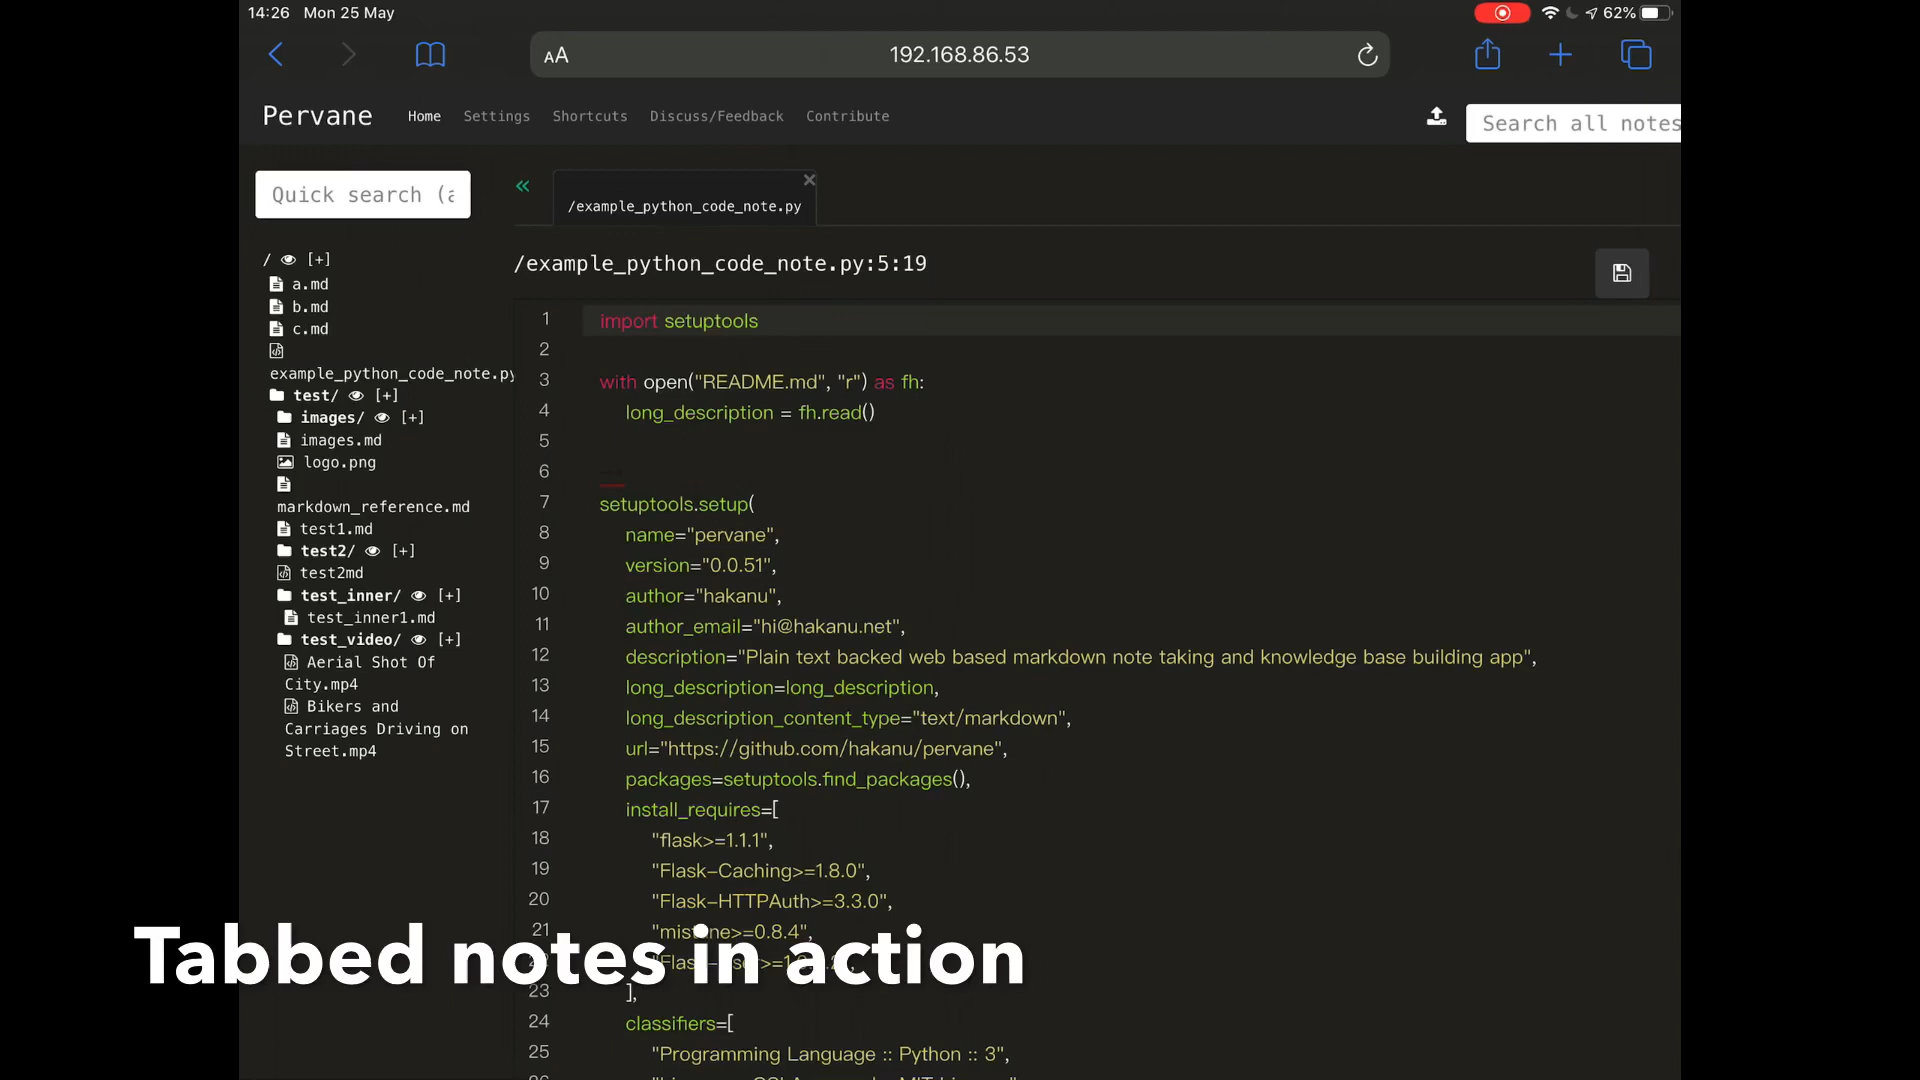 14:26 Mon 25 May
62%
AA
192.168.86.53
Pervane Home Settings Shortcuts Discuss/Feedback Contribute
Search all notes
Quick search (a
/ [+]
a.md
b.md
c.md
example_python_code_note.py
test/ [+]
images/ [+]
images.md
logo.png
markdown_reference.md
test1.md
test2/ [+]
test2md
test_inner/ [+]
test_inner1.md
test_video/ [+]
Aerial Shot Of
City.mp4
Bikers and
Carriages Driving on
Street.mp4
«
/example_python_code_note.py
/example_python_code_note.py:5:19
1 import setuptools
2
3 with open("README.md", "r") as fh:
4 long_description = fh.read()
5
6
7 setuptools.setup(
8 name="pervane",
9 version="0.0.51",
10 author="hakanu",
11 author_email="hi@hakanu.net",
12 description="Plain text backed web based markdown note taking and knowledge base building app",
13 long_description=long_description,
14 long_description_content_type="text/markdown",
15 url="https://github.com/hakanu/pervane",
16 packages=setuptools.find_packages(),
17 install_requires=[
18 "flask>=1.1.1",
19 "Flask-Caching>=1.8.0",
20 "Flask-HTTPAuth>=3.3.0",
21 >=0.8.4",
Tabbed notes in action
23 ],
24 classifiers=[
25 "Programming Language :: Python :: 3",